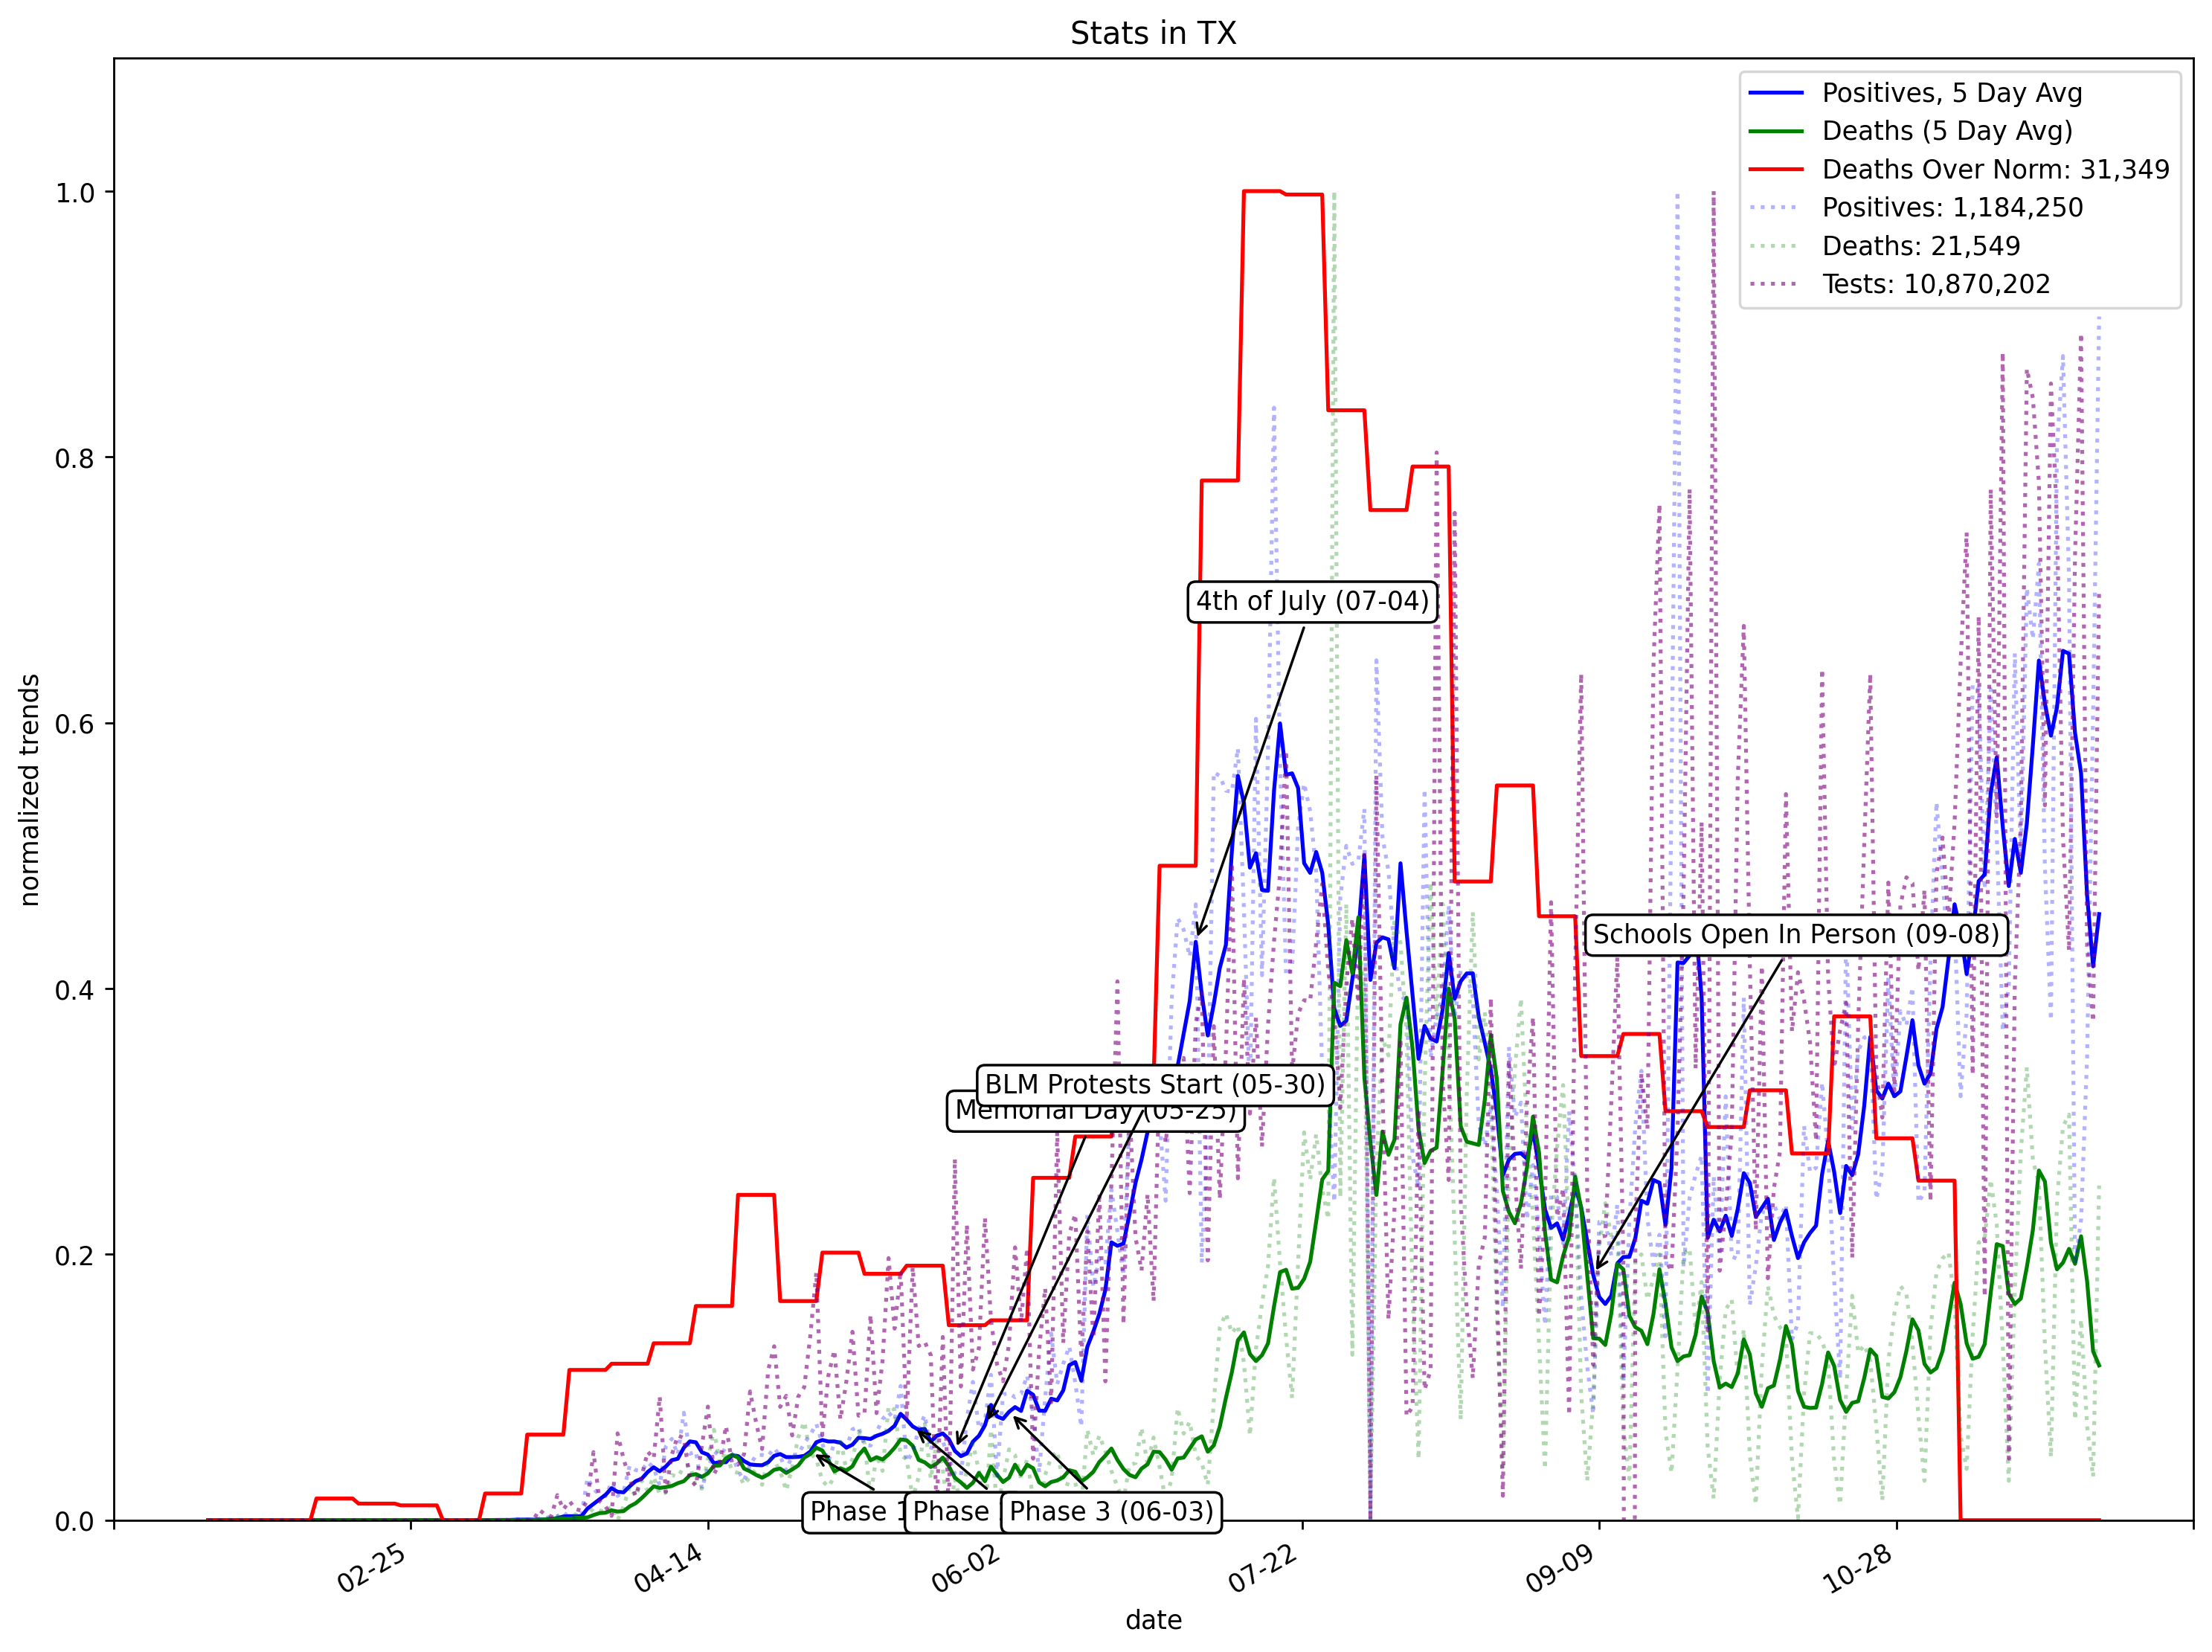 Stats in TX
Positives, 5 Day Avg
Deaths (5 Day Avg)
Deaths Over Norm: 31,349
Positives: 1,184,250
Deaths: 21,549
Tests: 10,870,202
1.0
0.8
0.6
0.4
0.2
0.0
normalized trends
4th of July (07-04)
Schools Open In Person (09-08)
BLM Protests Start (05-30)
Memorial Day (05-25)
Phase 1
Phase
Phase 3 (06-03)
02-25
04-14
06-02
07-22
09-09
10-28
date